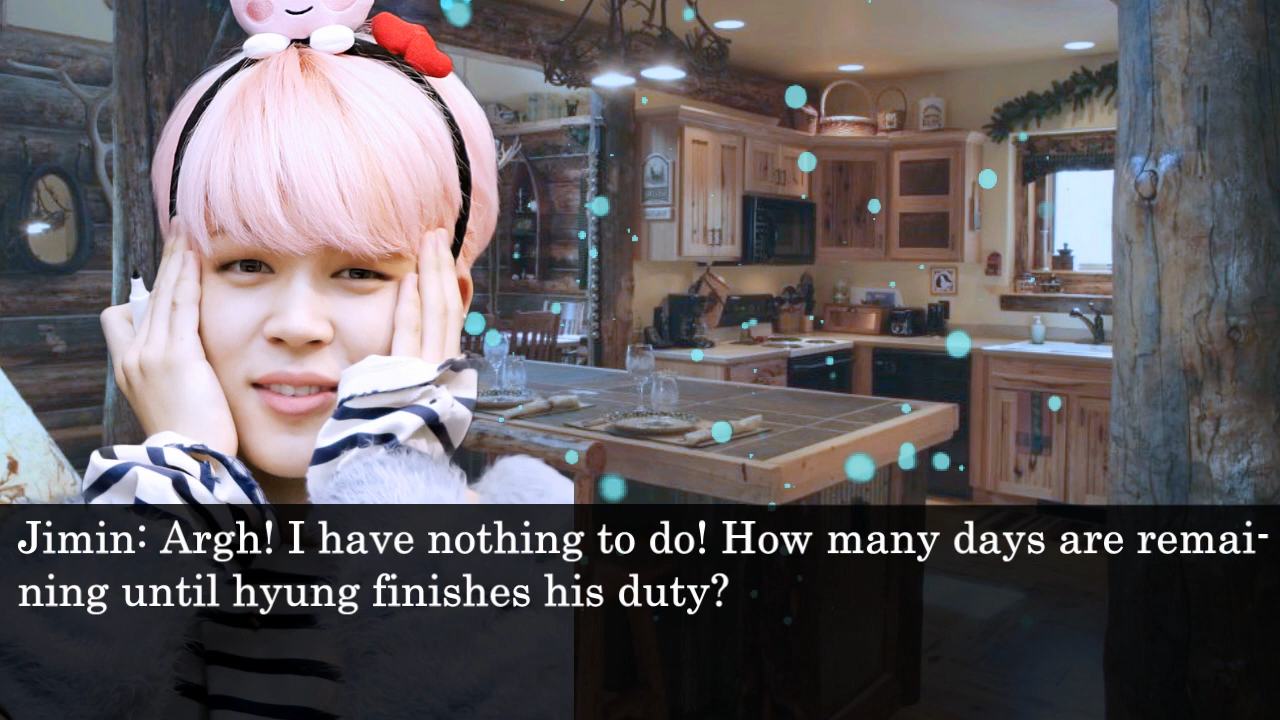 Jimin: Argh! I have nothing to do! How many days are remai-
ning until hyung finishes his duty?